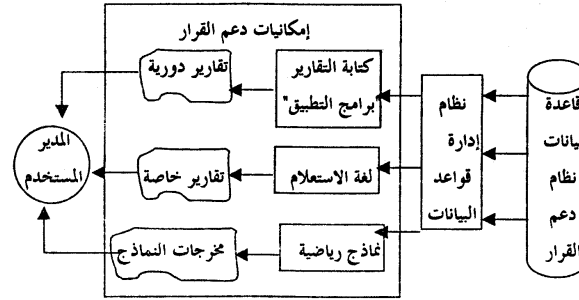 إمكانيات دعم القرار
قاعدة
بيانات
نظام
دعم
القرار
نظام
إدارة
قواعد
البيانات
كتابة التقارير
برامج التطبيق"
تقارير دورية
لغة الاستعلام
تقارير خاصة
نماذج رياضية
مخرجات النماذج
المدير
المستخدم